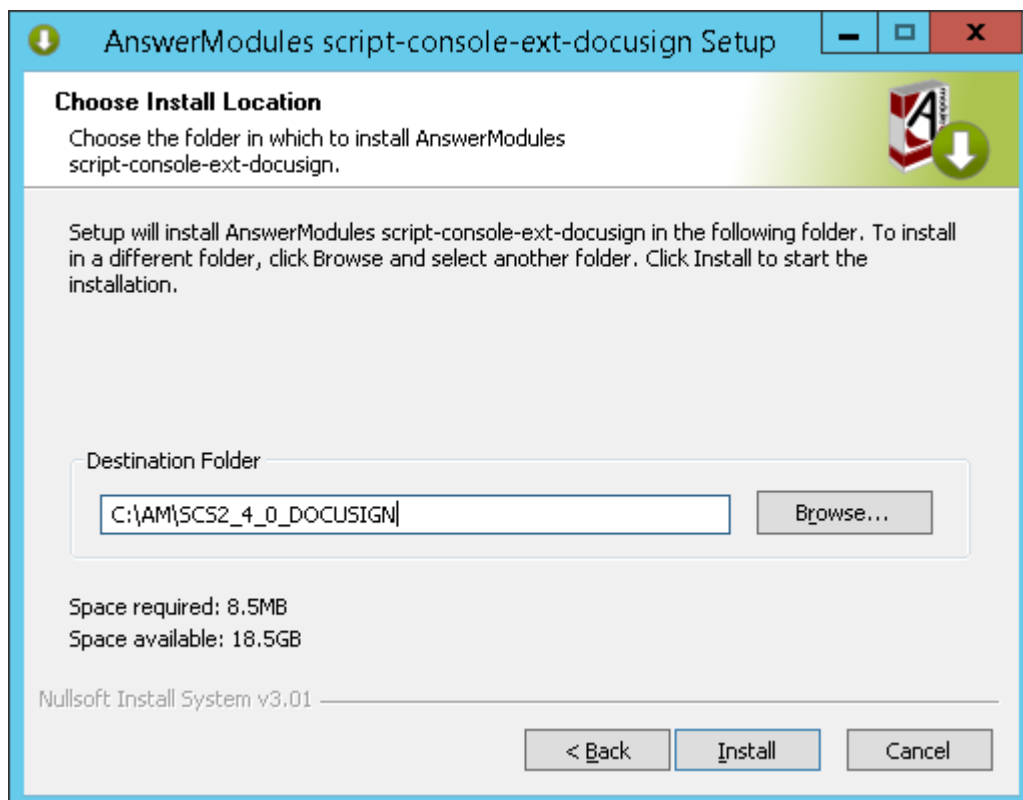 AnswerModules script-console-ext-docusign Setup
Choose Install Location
Choose the folder in which to install AnswerModules
script-console-ext-docusign.
Setup will install AnswerModules script-console-ext-docusign in the following folder. To install
in a different folder, click Browse and select another folder. Click Install to start the
installation.
Destination Folder
C:\AM\SCS2_4_0_DOCUSIGN
Browse...
Space required: 8.5MB
Space available: 18.5GB
Nullsoft Install System v3.01
< Back
Install
Cancel